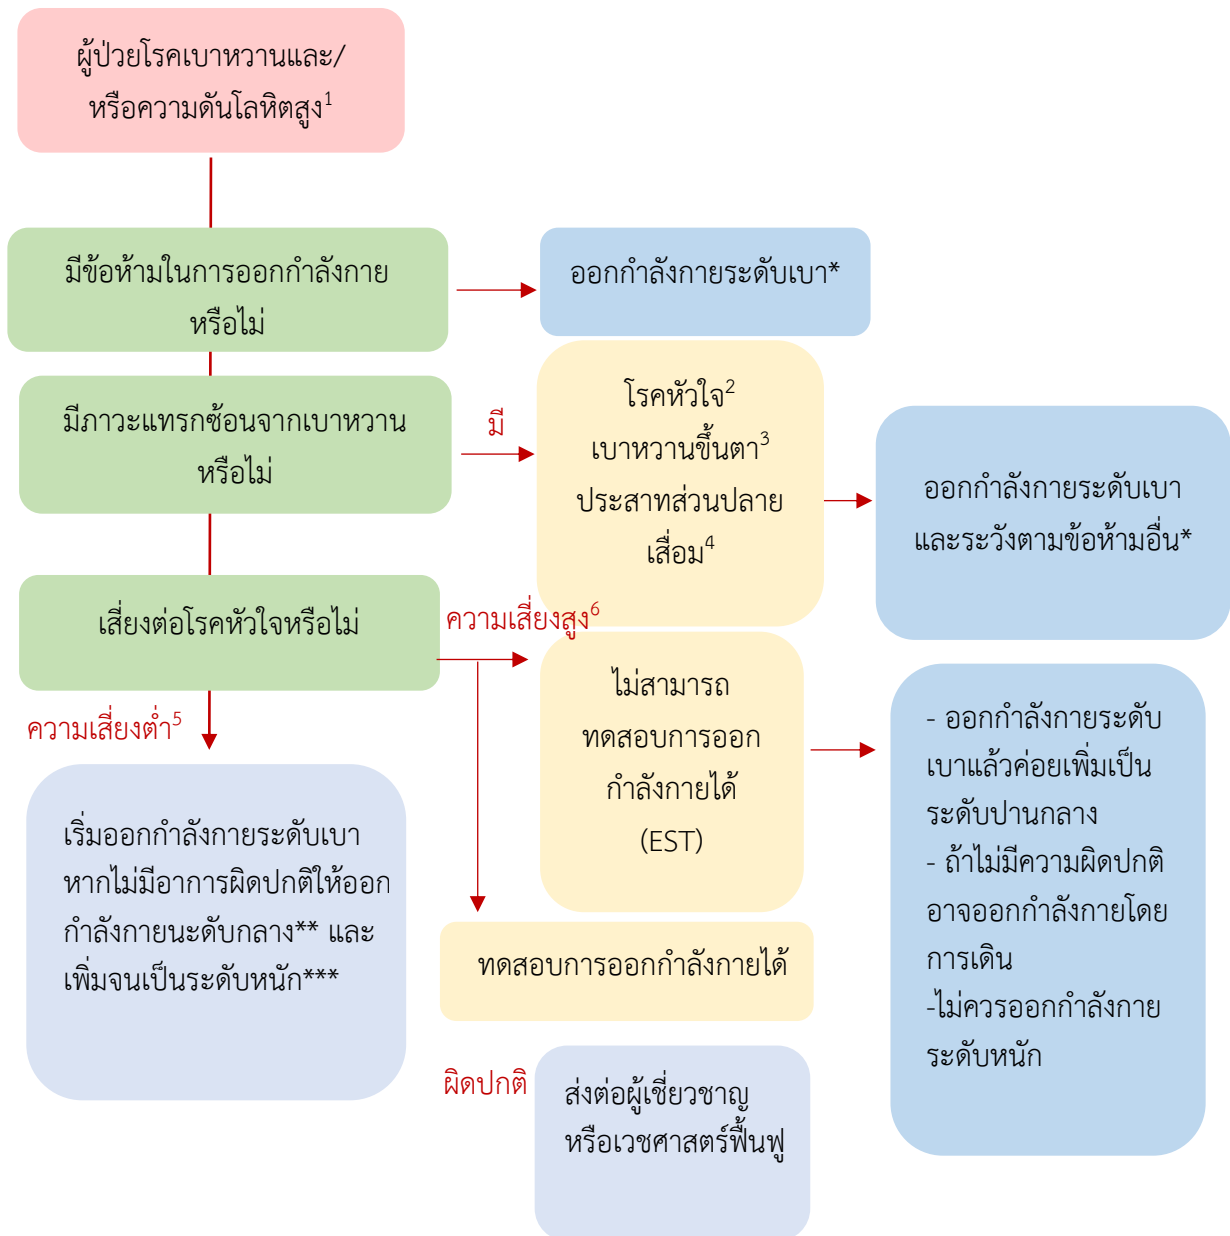 ผู้ป่วยโรคเบาหวานและ/
หรือความดันโลหิตสูง1
มีข้อห้ามในการออกกำลังกาย
หรือไม่
ออกกำลังกายระดับเบา*
มีภาวะแทรกซ้อนจากเบาหวาน
หรือไม่
มี
โรคหัวใจ2
เบาหวานขึ้นตา3
ประสาทส่วนปลาย
เสื่อม4
ออกกำลังกายระดับเบา
และระวังตามข้อห้ามอื่น*
เสี่ยงต่อโรคหัวใจหรือไม่
ความเสี่ยงสูง6
ความเสี่ยงต่ำ5
ไม่สามารถ
ทดสอบการออก
กำลังกายได้
(EST)
- ออกกำลังกายระดับ
เบาแล้วค่อยเพิ่มเป็น
ระดับปานกลาง
- ถ้าไม่มีความผิดปกติ
อาจออกกำลังกายโดย
การเดิน
-ไม่ควรออกกำลังกาย
ระดับหนัก
เริ่มออกกำลังกายระดับเบา
หากไม่มีอาการผิดปกติให้ออก
กำลังกายนะดับกลาง** และ
เพิ่มจนเป็นระดับหนัก***
ทดสอบการออกกำลังกายได้
ผิดปกติ
ส่งต่อผู้เชี่ยวชาญ
หรือเวชศาสตร์ฟื้นฟู